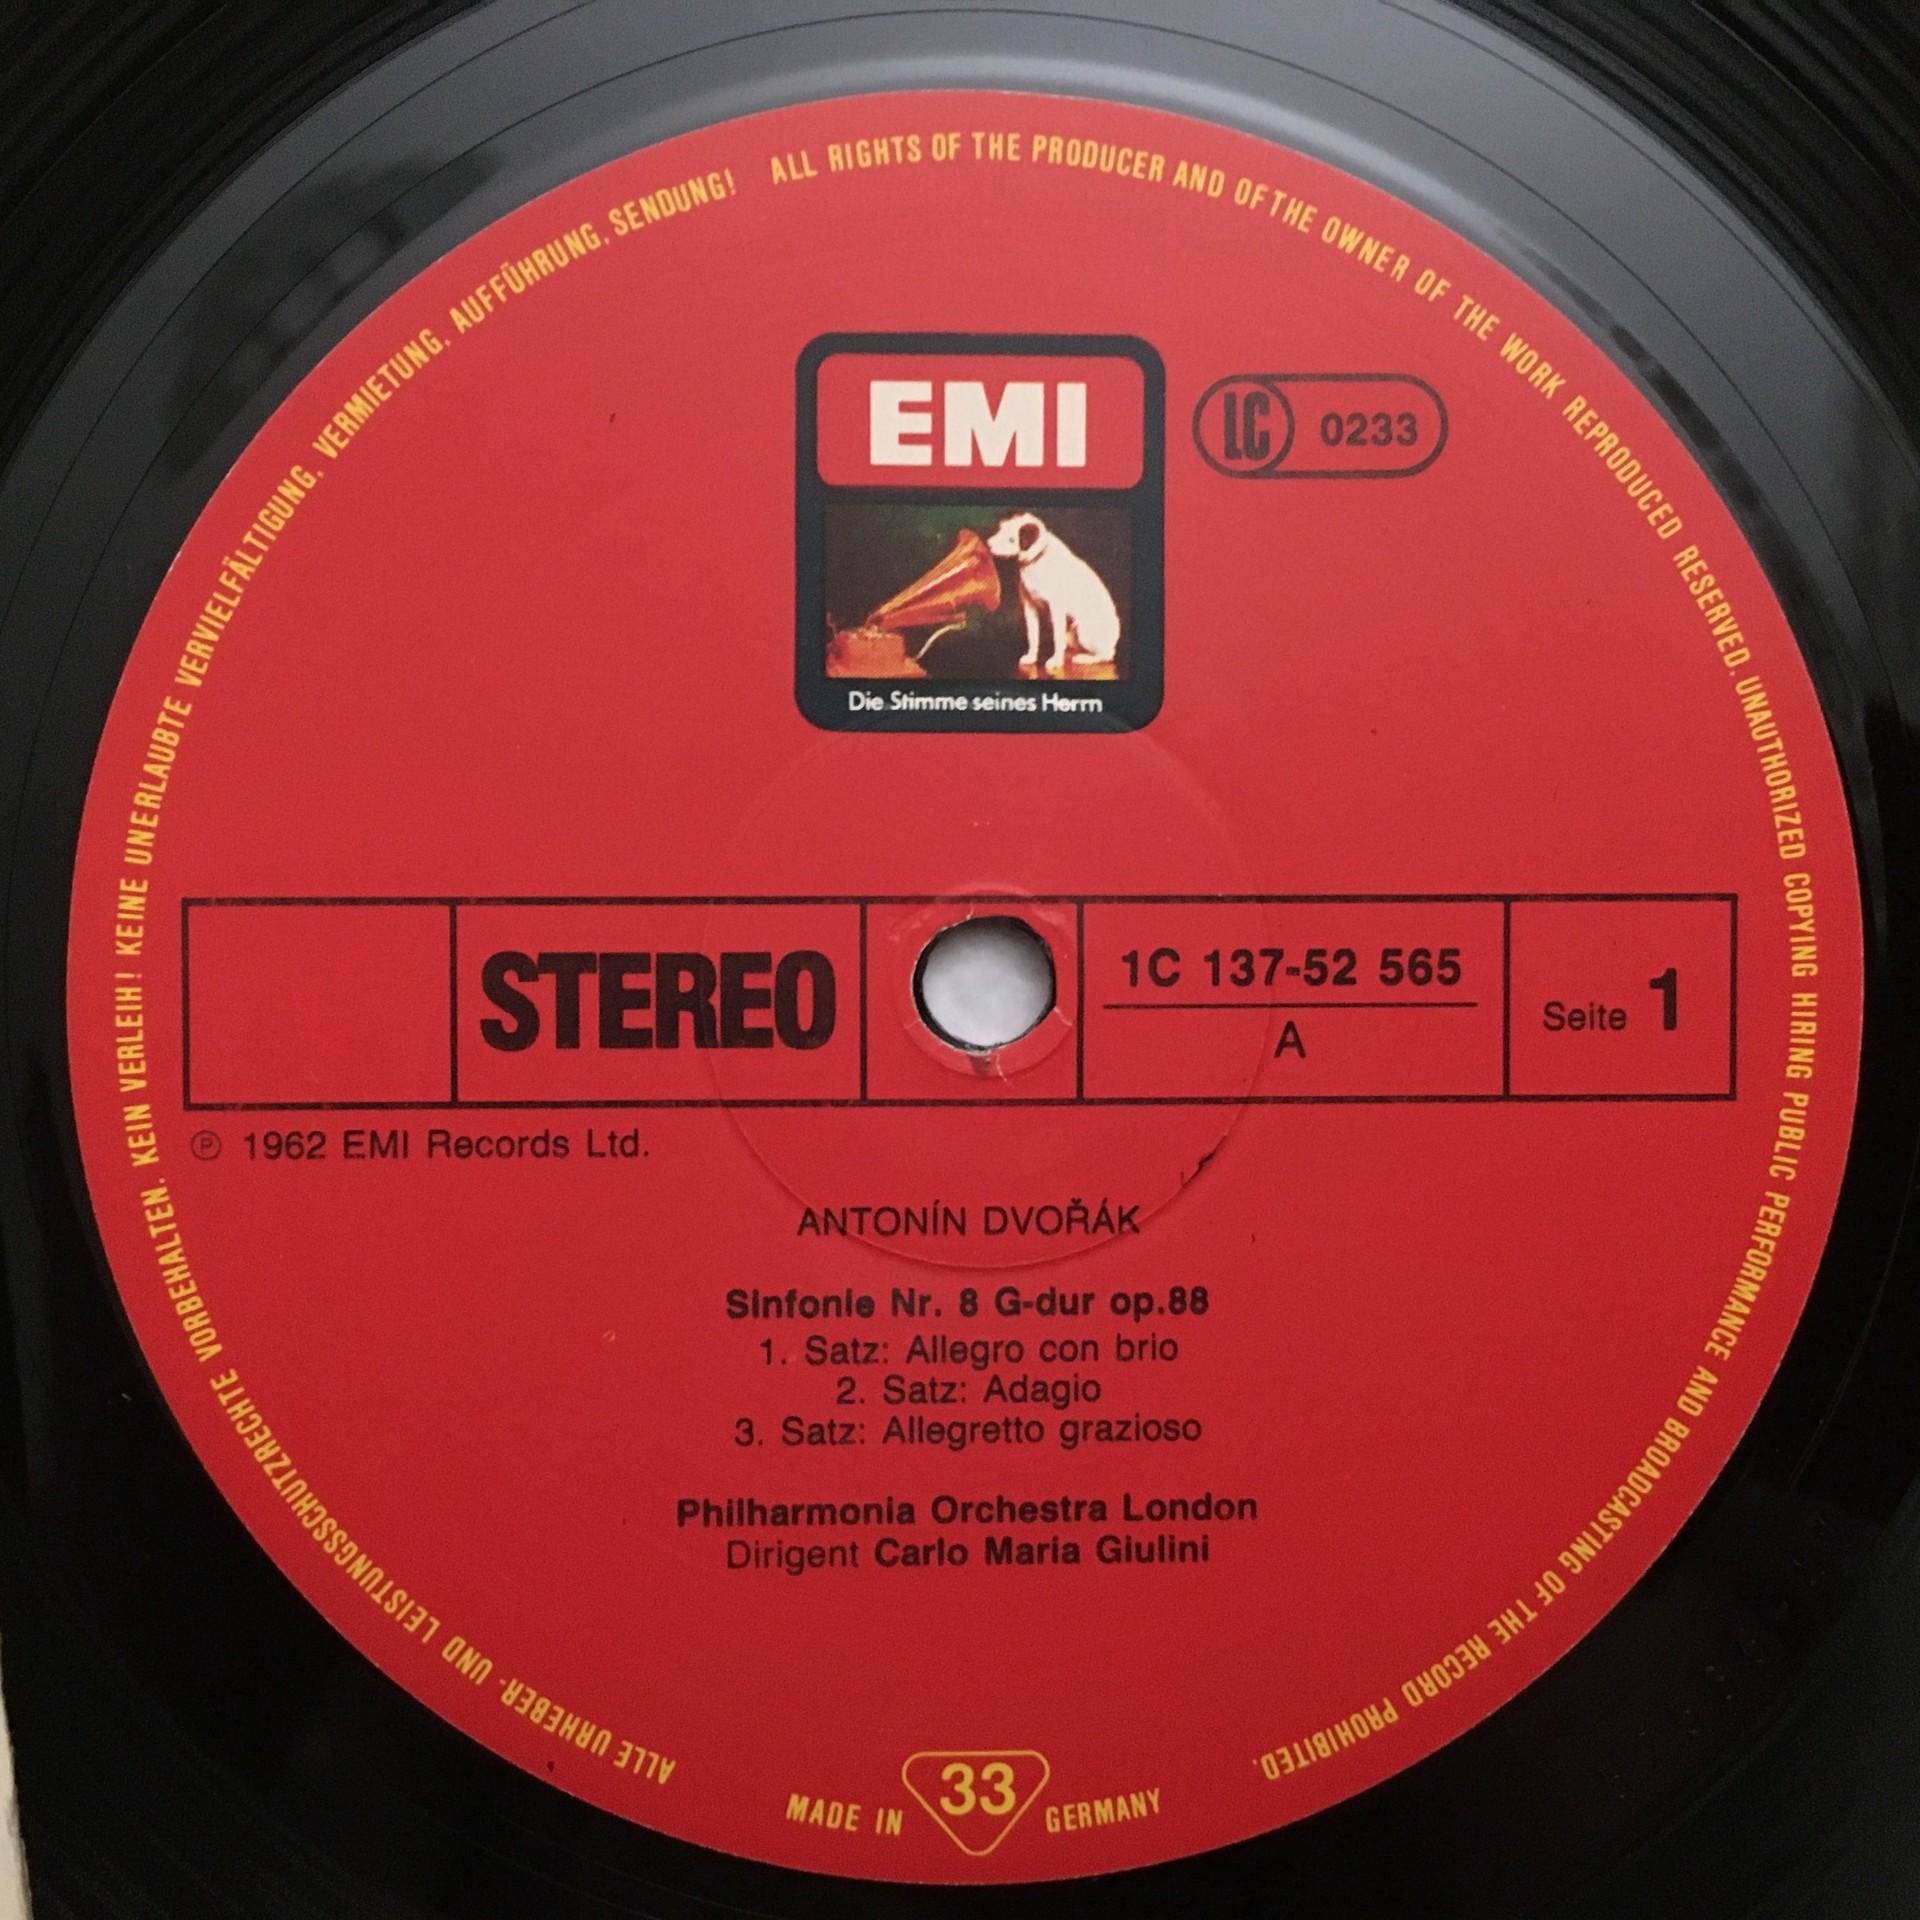 ALLE URHEBER- UND LEISTUNGSSCHUTZRECHTE VORBEHALTEN. KEIN VERLEIH! KEINE UNERLAUBTE VERVIELFÄLTIGUNG, VERMIETUNG, AUFFÜHRUNG, SENDUNG!
ALL RIGHTS OF THE PRODUCER AND OF THE OWNER OF THE WORK REPRODUCED RESERVED. UNAUTHORIZED COPYING HIRING PUBLIC PERFORMANCE AND BROADCASTING OF THE RECORD PROHIBITED.
EMI
LC 0233
Die Stimme seines Herrn
STEREO
1C 137-52 565
A
Seite 1
℗ 1962 EMI Records Ltd.
ANTONÍN DVOŘÁK
Sinfonie Nr. 8 G-dur op.88
1. Satz: Allegro con brio
2. Satz: Adagio
3. Satz: Allegretto grazioso
Philharmonia Orchestra London
Dirigent Carlo Maria Giulini
MADE IN 33 GERMANY